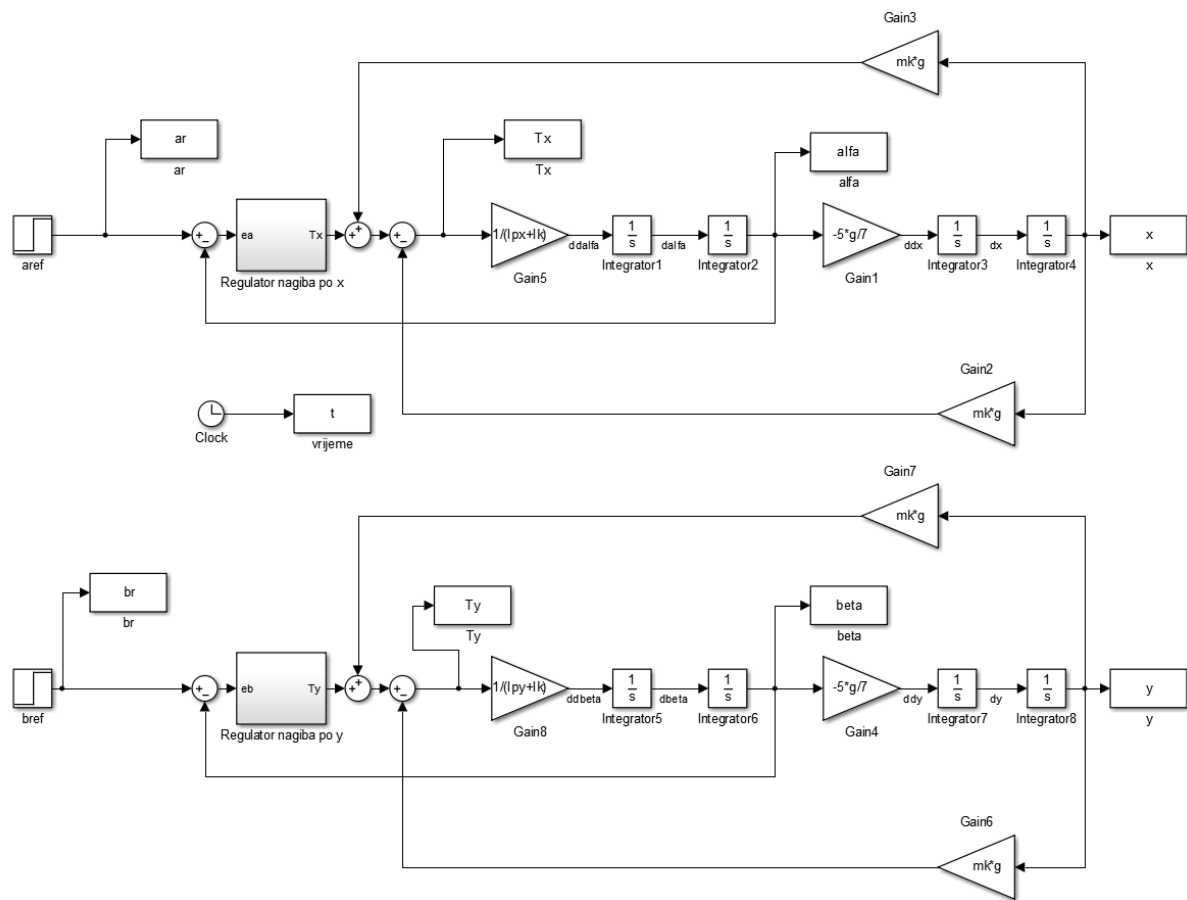 Gain3
mk*g
ar
ar
Tx
Tx
alfa
alfa
aref
+
−
ea
Tx
Regulator nagiba po x
+
+
+
−
1/(Ipx+Ik)
Gain5
ddalfa
1
s
Integrator1
dalfa
1
s
Integrator2
-5*g/7
Gain1
ddx
1
s
Integrator3
dx
1
s
Integrator4
x
x
Gain2
mk*g
Clock
t
vrijeme
Gain7
mk*g
br
br
Ty
Ty
beta
beta
bref
+
−
eb
Ty
Regulator nagiba po y
+
+
+
−
1/(Ipy+Ik)
Gain8
ddbeta
1
s
Integrator5
dbeta
1
s
Integrator6
-5*g/7
Gain4
ddy
1
s
Integrator7
dy
1
s
Integrator8
y
y
Gain6
mk*g